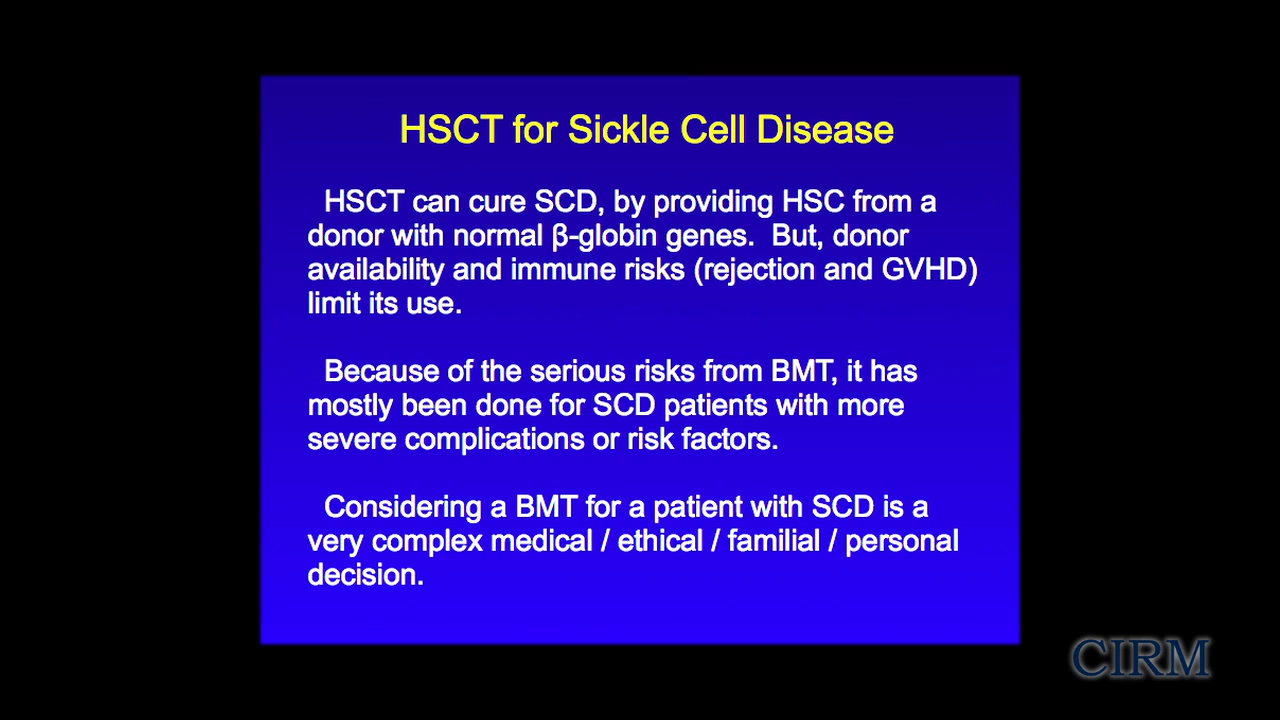 HSCT for Sickle Cell Disease
HSCT can cure SCD, by providing HSC from a
donor with normal β-globin genes.  But, donor
availability and immune risks (rejection and GVHD)
limit its use.
Because of the serious risks from BMT, it has
mostly been done for SCD patients with more
severe complications or risk factors.
Considering a BMT for a patient with SCD is a
very complex medical / ethical / familial / personal
decision.
CIRM